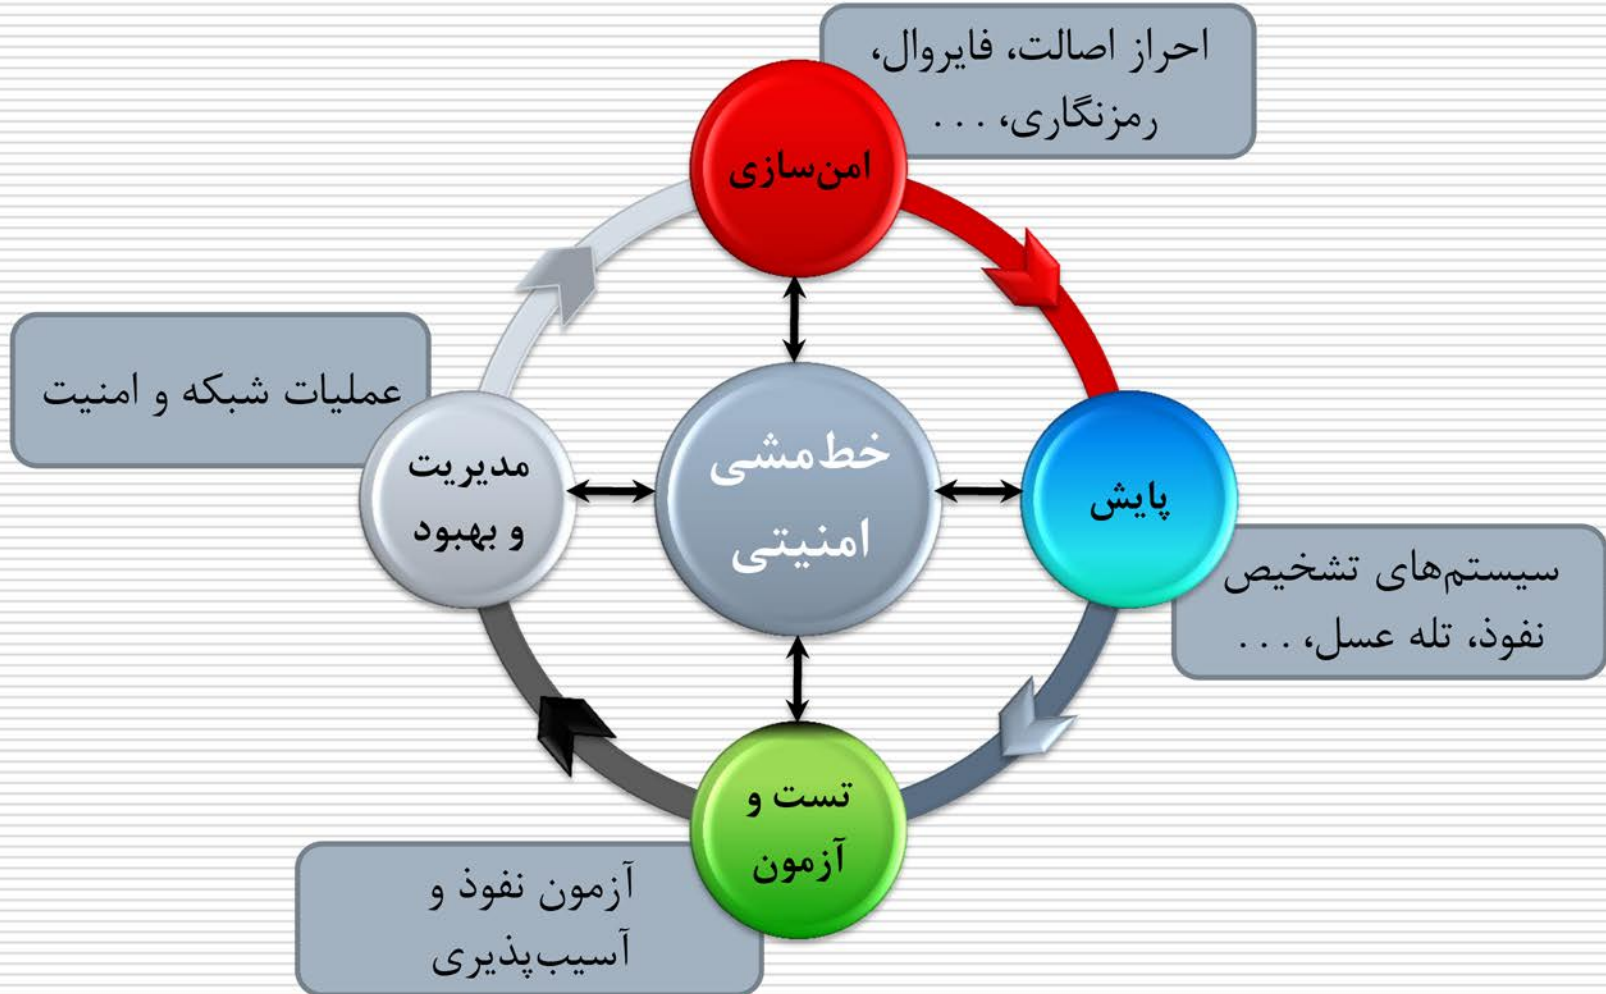 احراز اصالت، فایروال،
رمزنگاری، . . .
امن‌سازی
عملیات شبکه و امنیت
مدیریت
و بهبود
خط‌مشی
امنیتی
پایش
سیستم‌های تشخیص
نفوذ، تله عسل، . . .
تست و
آزمون
آزمون نفوذ و
آسیب‌پذیری